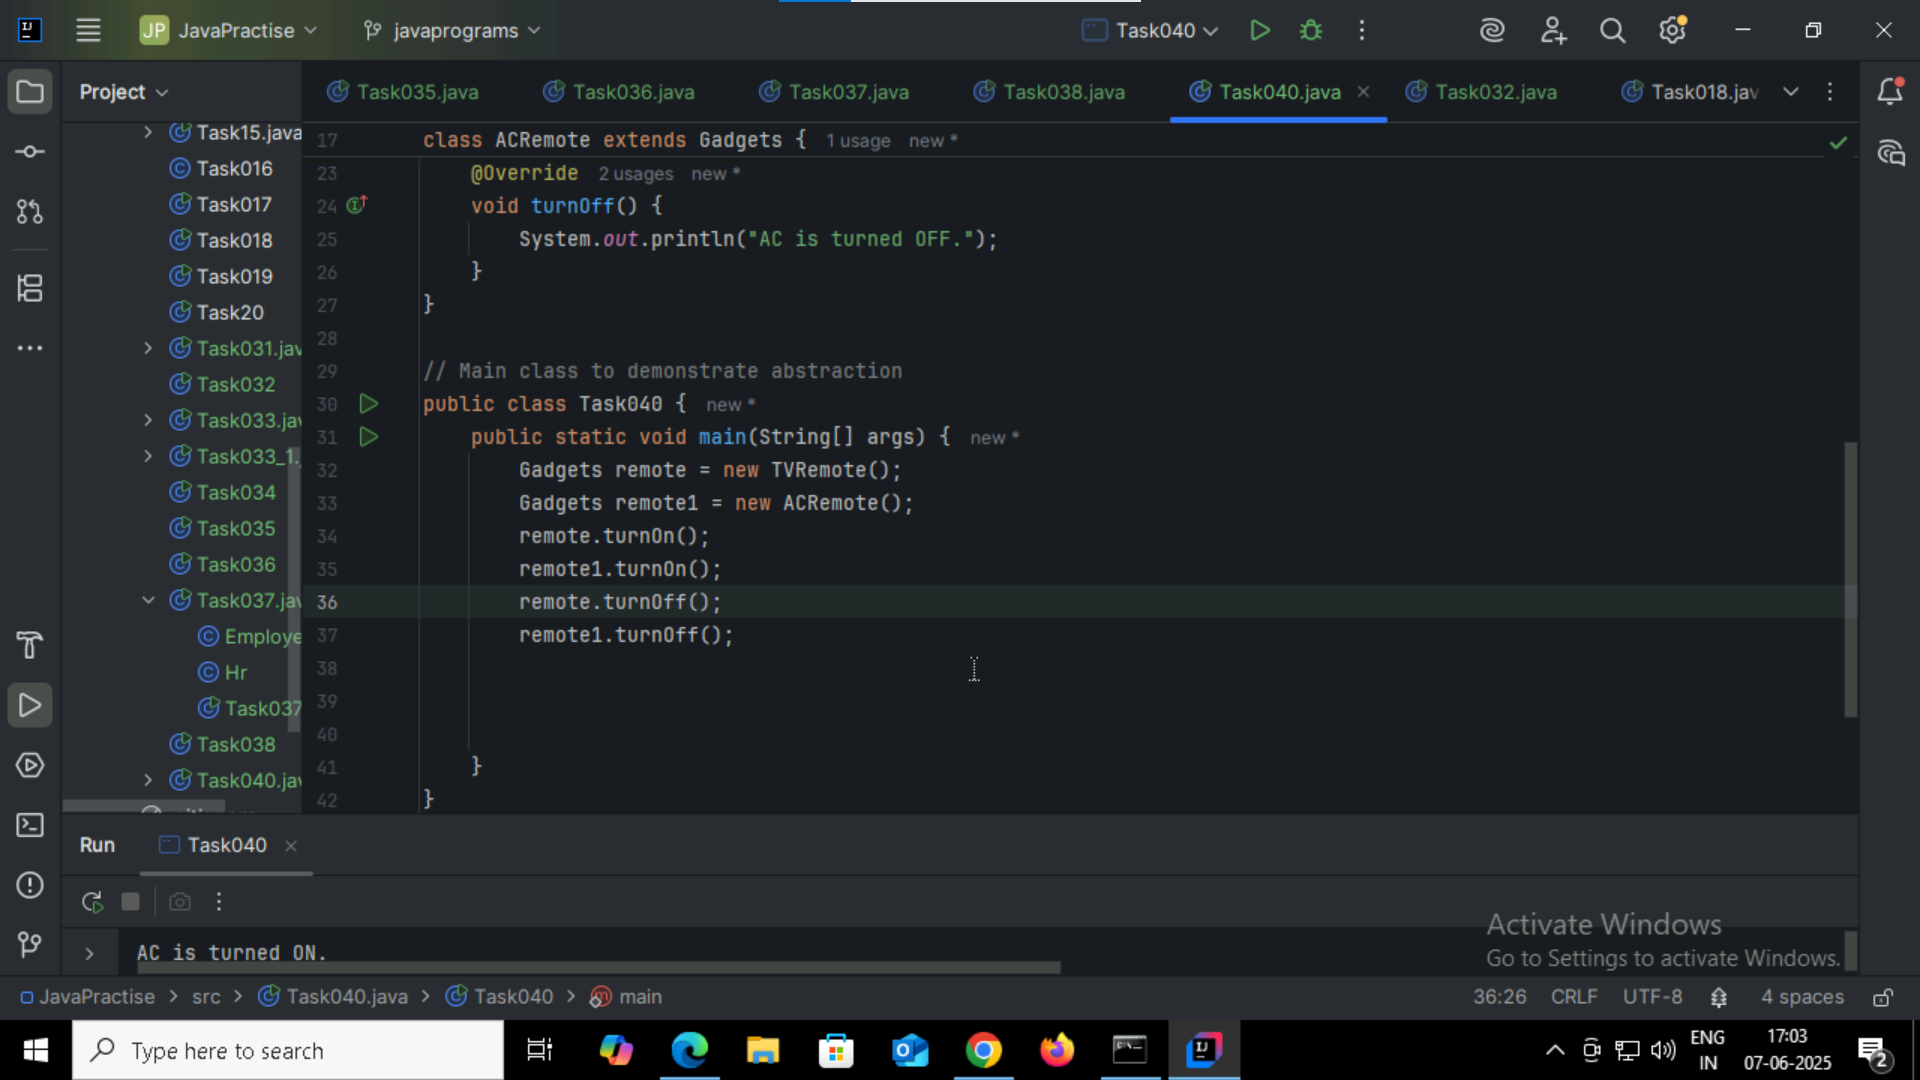 JP JavaPractise
javaprograms
Task040
Project
Task035.java
Task036.java
Task037.java
Task038.java
Task040.java
Task032.java
Task018.jav
Task15.java
Task016
Task017
Task018
Task019
Task20
Task031.jav
Task032
Task033.jav
Task033_1.
Task034
Task035
Task036
Task037.jav
Employe
Hr
Task037
Task038
Task040.jav
17 class ACRemote extends Gadgets { 1 usage new *
23 @Override 2 usages new *
24 void turnOff() {
25 System.out.println("AC is turned OFF.");
26 }
27 }
28
29 // Main class to demonstrate abstraction
30 public class Task040 { new *
31 public static void main(String[] args) { new *
32 Gadgets remote = new TVRemote();
33 Gadgets remote1 = new ACRemote();
34 remote.turnOn();
35 remote1.turnOn();
36 remote.turnOff();
37 remote1.turnOff();
38
39
40
41 }
42 }
Run Task040
AC is turned ON.
Activate Windows
Go to Settings to activate Windows.
JavaPractise > src > Task040.java > Task040 > main
36:26 CRLF UTF-8 4 spaces
Type here to search
ENG
IN
17:03
07-06-2025
2